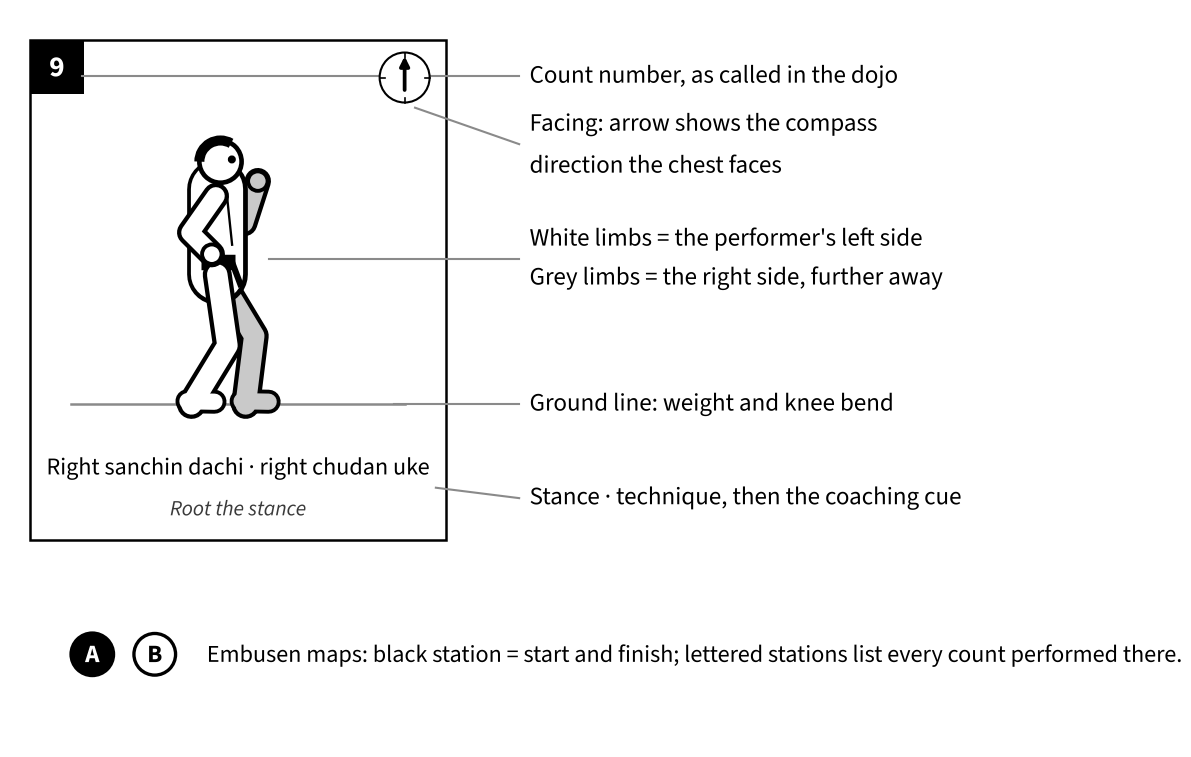 9
Count number, as called in the dojo
Facing: arrow shows the compass
direction the chest faces
White limbs = the performer's left side
Grey limbs = the right side, further away
Ground line: weight and knee bend
Right sanchin dachi · right chudan uke
Root the stance
Stance · technique, then the coaching cue
A B Embusen maps: black station = start and finish; lettered stations list every count performed there.